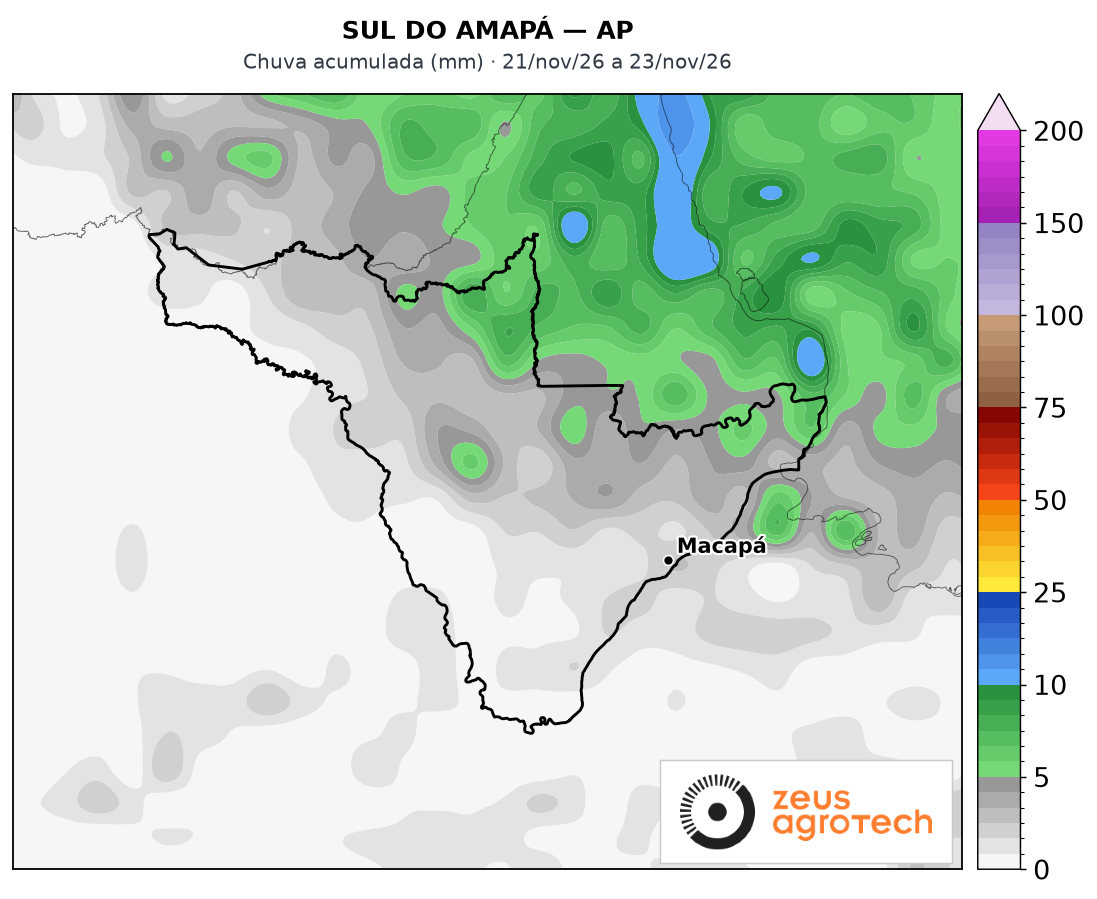 SUL DO AMAPÁ — AP
Chuva acumulada (mm) · 21/nov/26 a 23/nov/26
200
150
100
75
50
25
10
5
0
Macapá
zeus
agrotech